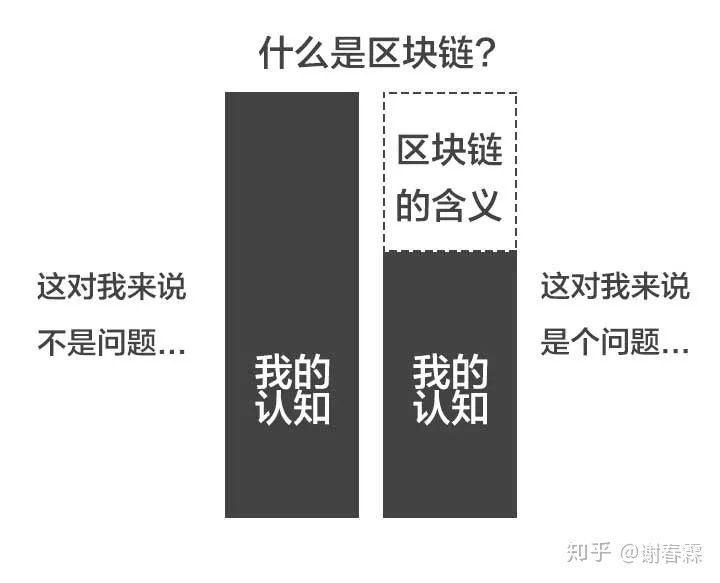 什么是区块链?
区块链
的含义
这对我来说
不是问题...
这对我来说
是个问题...
我的
认知
我的
认知
知乎 @谢春霖